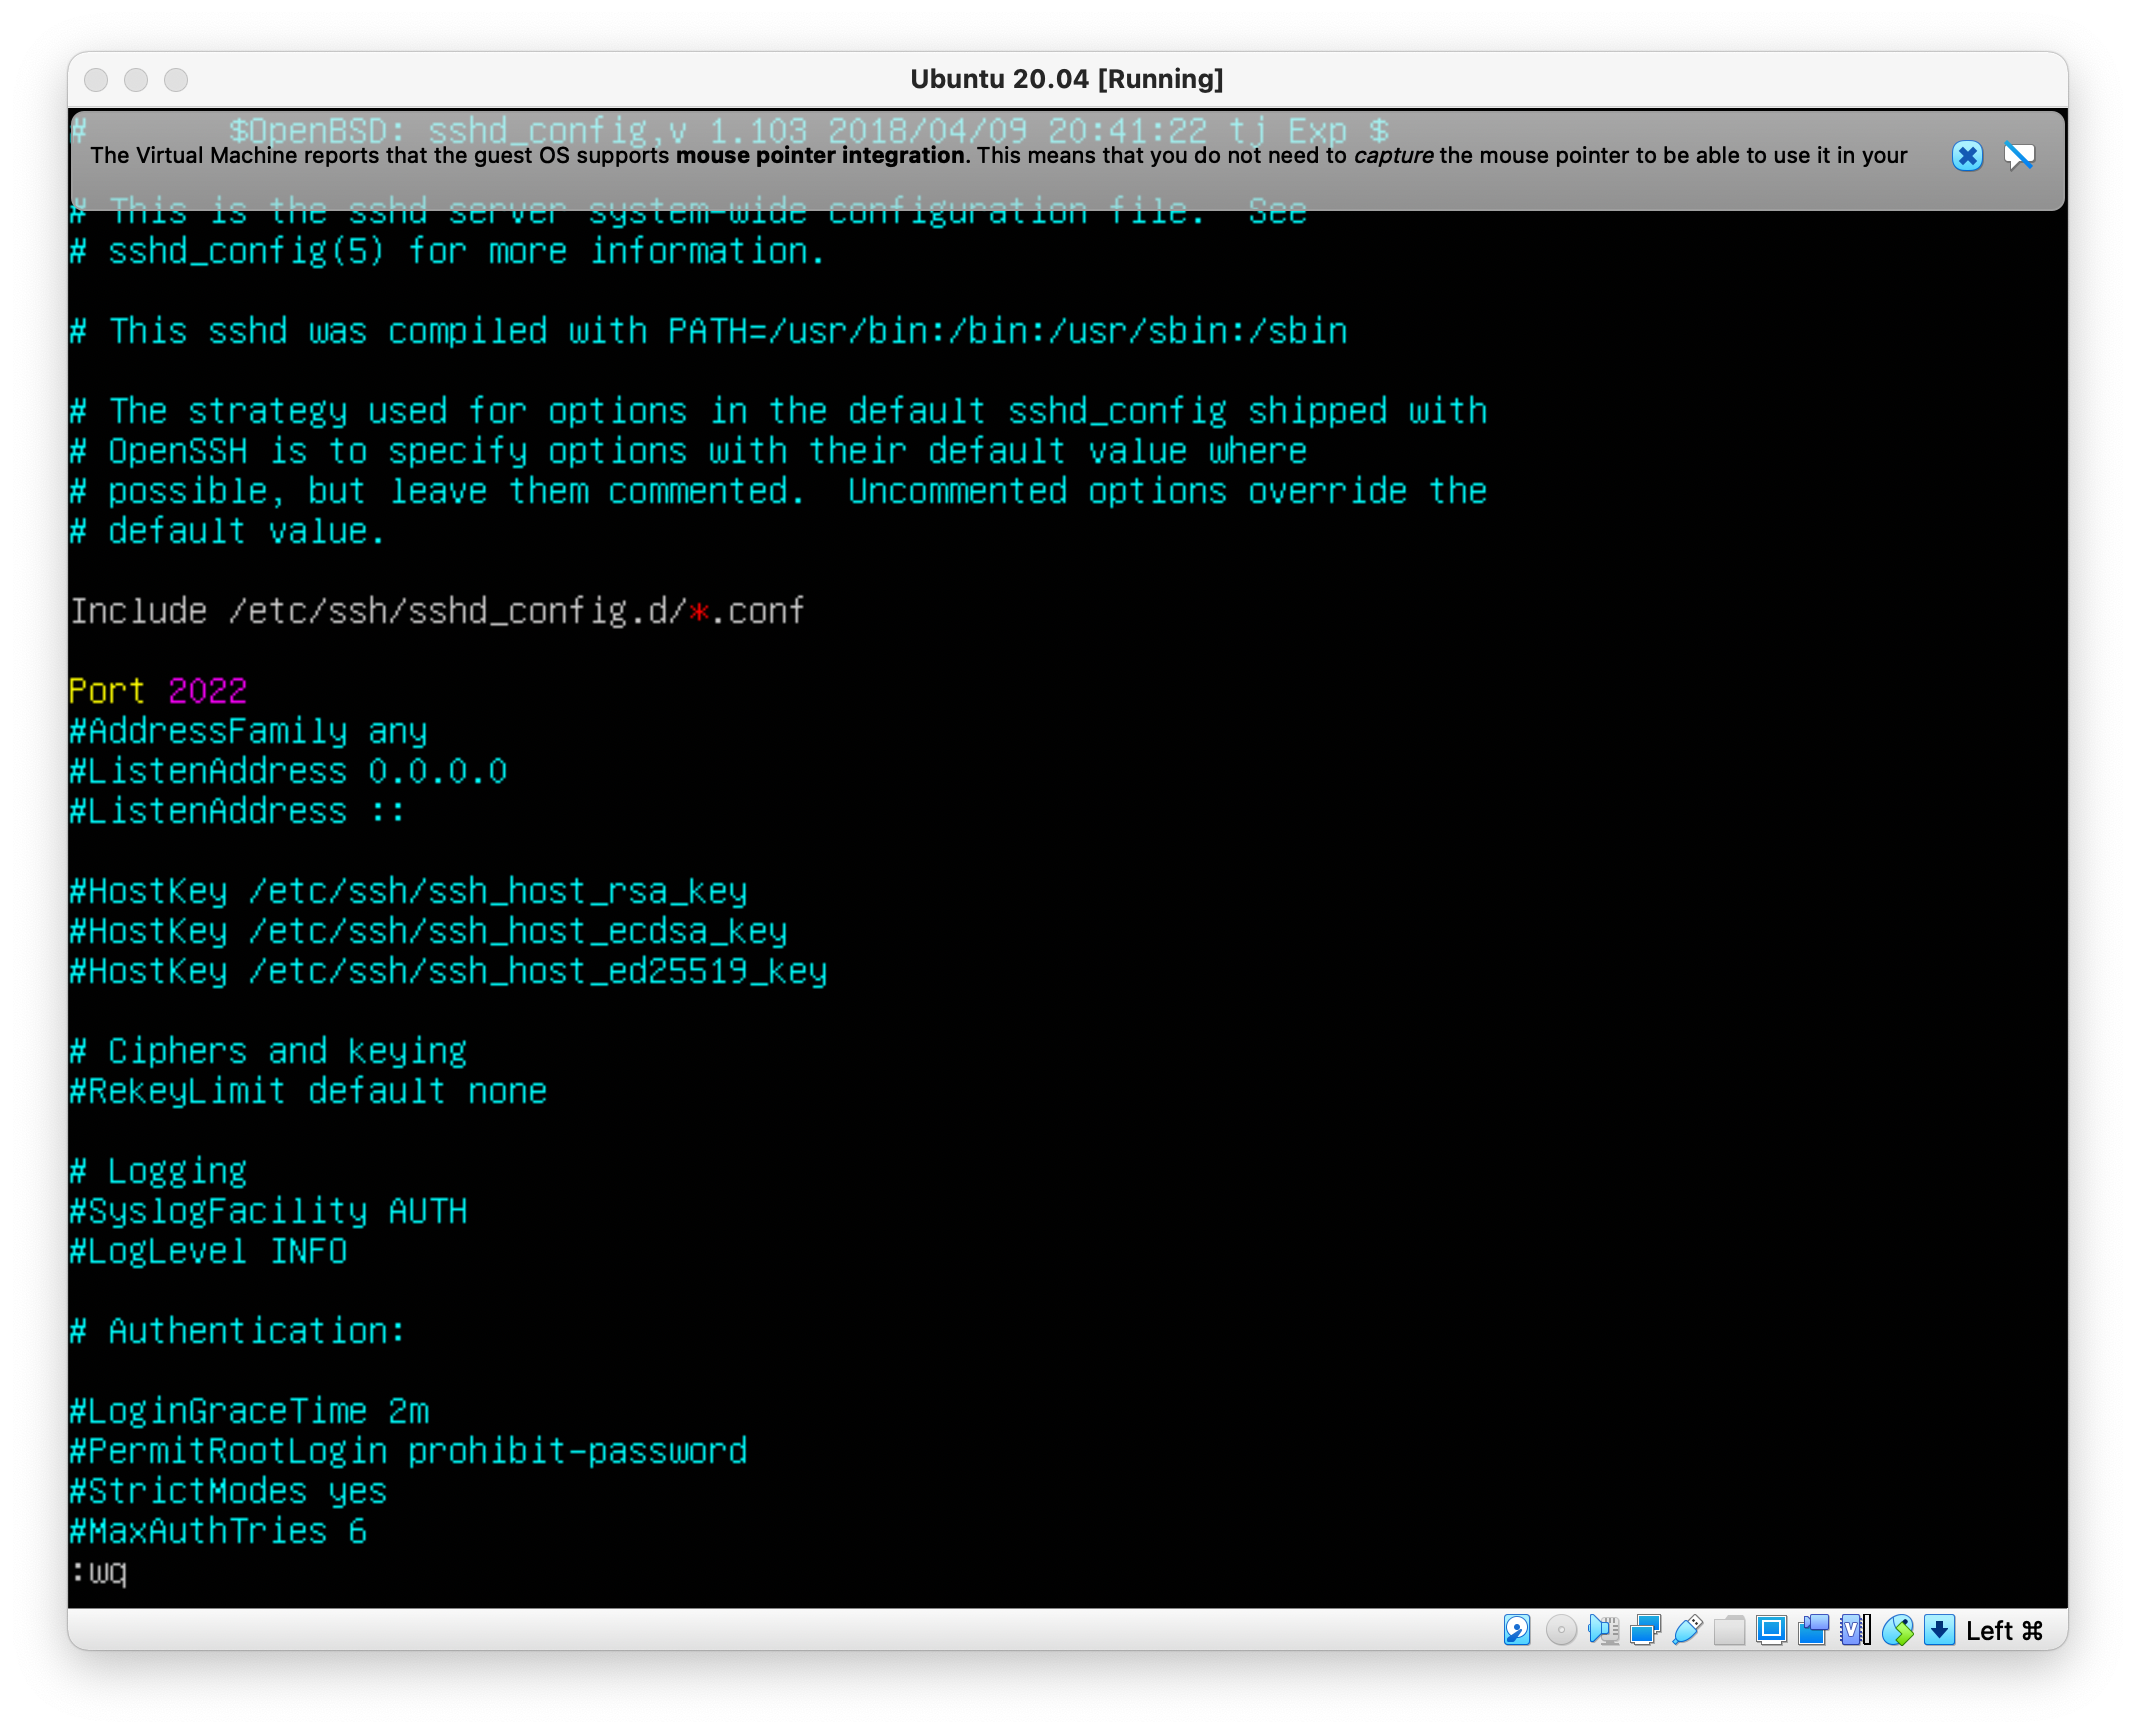 Ubuntu 20.04 [Running]
#       $OpenBSD: sshd_config,v 1.103 2018/04/09 20:41:22 tj Exp $
The Virtual Machine reports that the guest OS supports mouse pointer integration. This means that you do not need to capture the mouse pointer to be able to use it in your
# This is the sshd server system-wide configuration file.  See
# sshd_config(5) for more information.
# This sshd was compiled with PATH=/usr/bin:/bin:/usr/sbin:/sbin
# The strategy used for options in the default sshd_config shipped with
# OpenSSH is to specify options with their default value where
# possible, but leave them commented.  Uncommented options override the
# default value.
Include /etc/ssh/sshd_config.d/*.conf
Port 2022
#AddressFamily any
#ListenAddress 0.0.0.0
#ListenAddress ::
#HostKey /etc/ssh/ssh_host_rsa_key
#HostKey /etc/ssh/ssh_host_ecdsa_key
#HostKey /etc/ssh/ssh_host_ed25519_key
# Ciphers and keying
#RekeyLimit default none
# Logging
#SyslogFacility AUTH
#LogLevel INFO
# Authentication:
#LoginGraceTime 2m
#PermitRootLogin prohibit-password
#StrictModes yes
#MaxAuthTries 6
:wq
Left ⌘